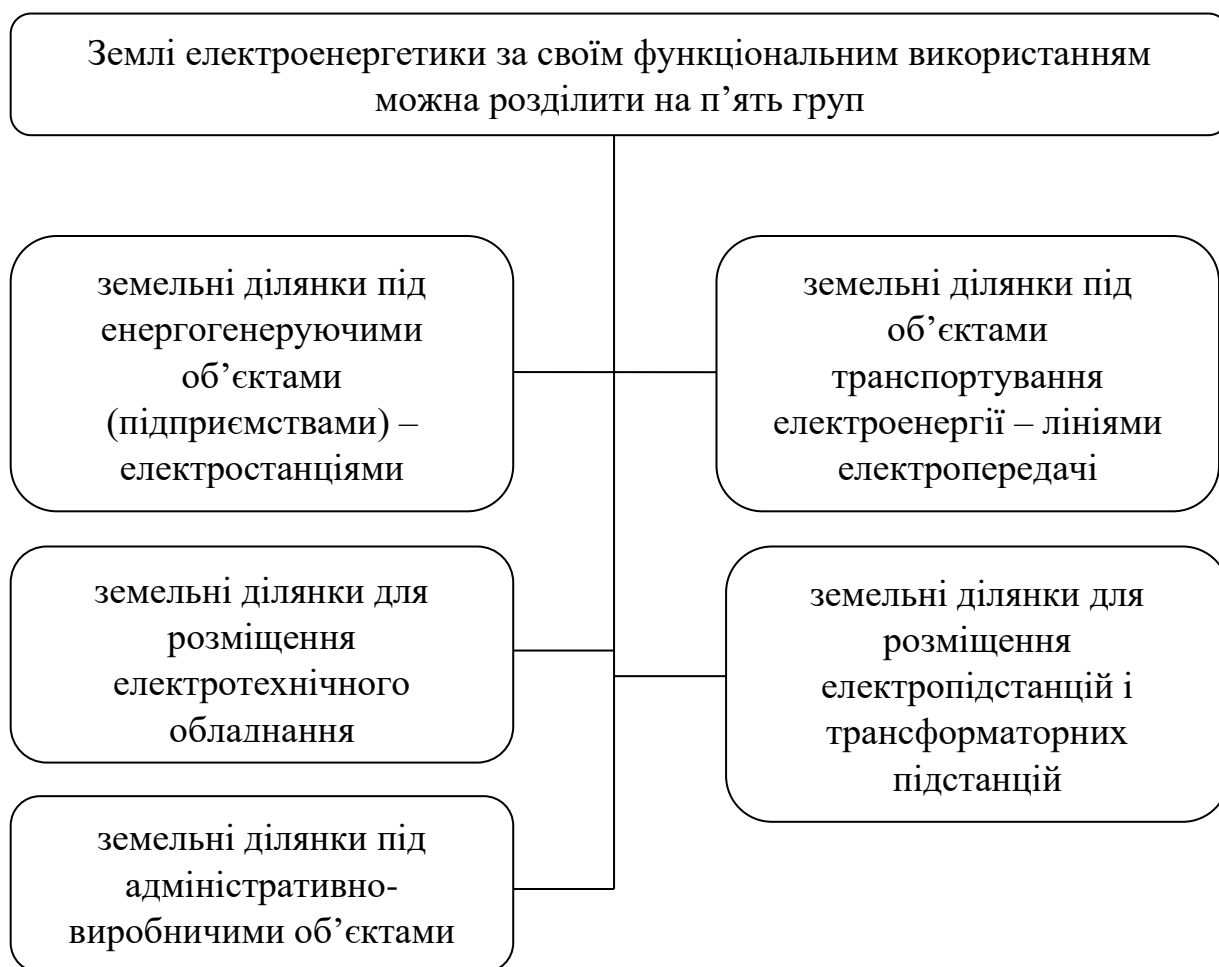 Землі електроенергетики за своїм функціональним використанням
можна розділити на п’ять груп
земельні ділянки під
енергогенеруючими
об’єктами
(підприємствами) –
електростанціями
земельні ділянки під
об’єктами
транспортування
електроенергії – лініями
електропередачі
земельні ділянки для
розміщення
електротехнічного
обладнання
земельні ділянки для
розміщення
електропідстанцій і
трансформаторних
підстанцій
земельні ділянки під
адміністративно-
виробничими об’єктами